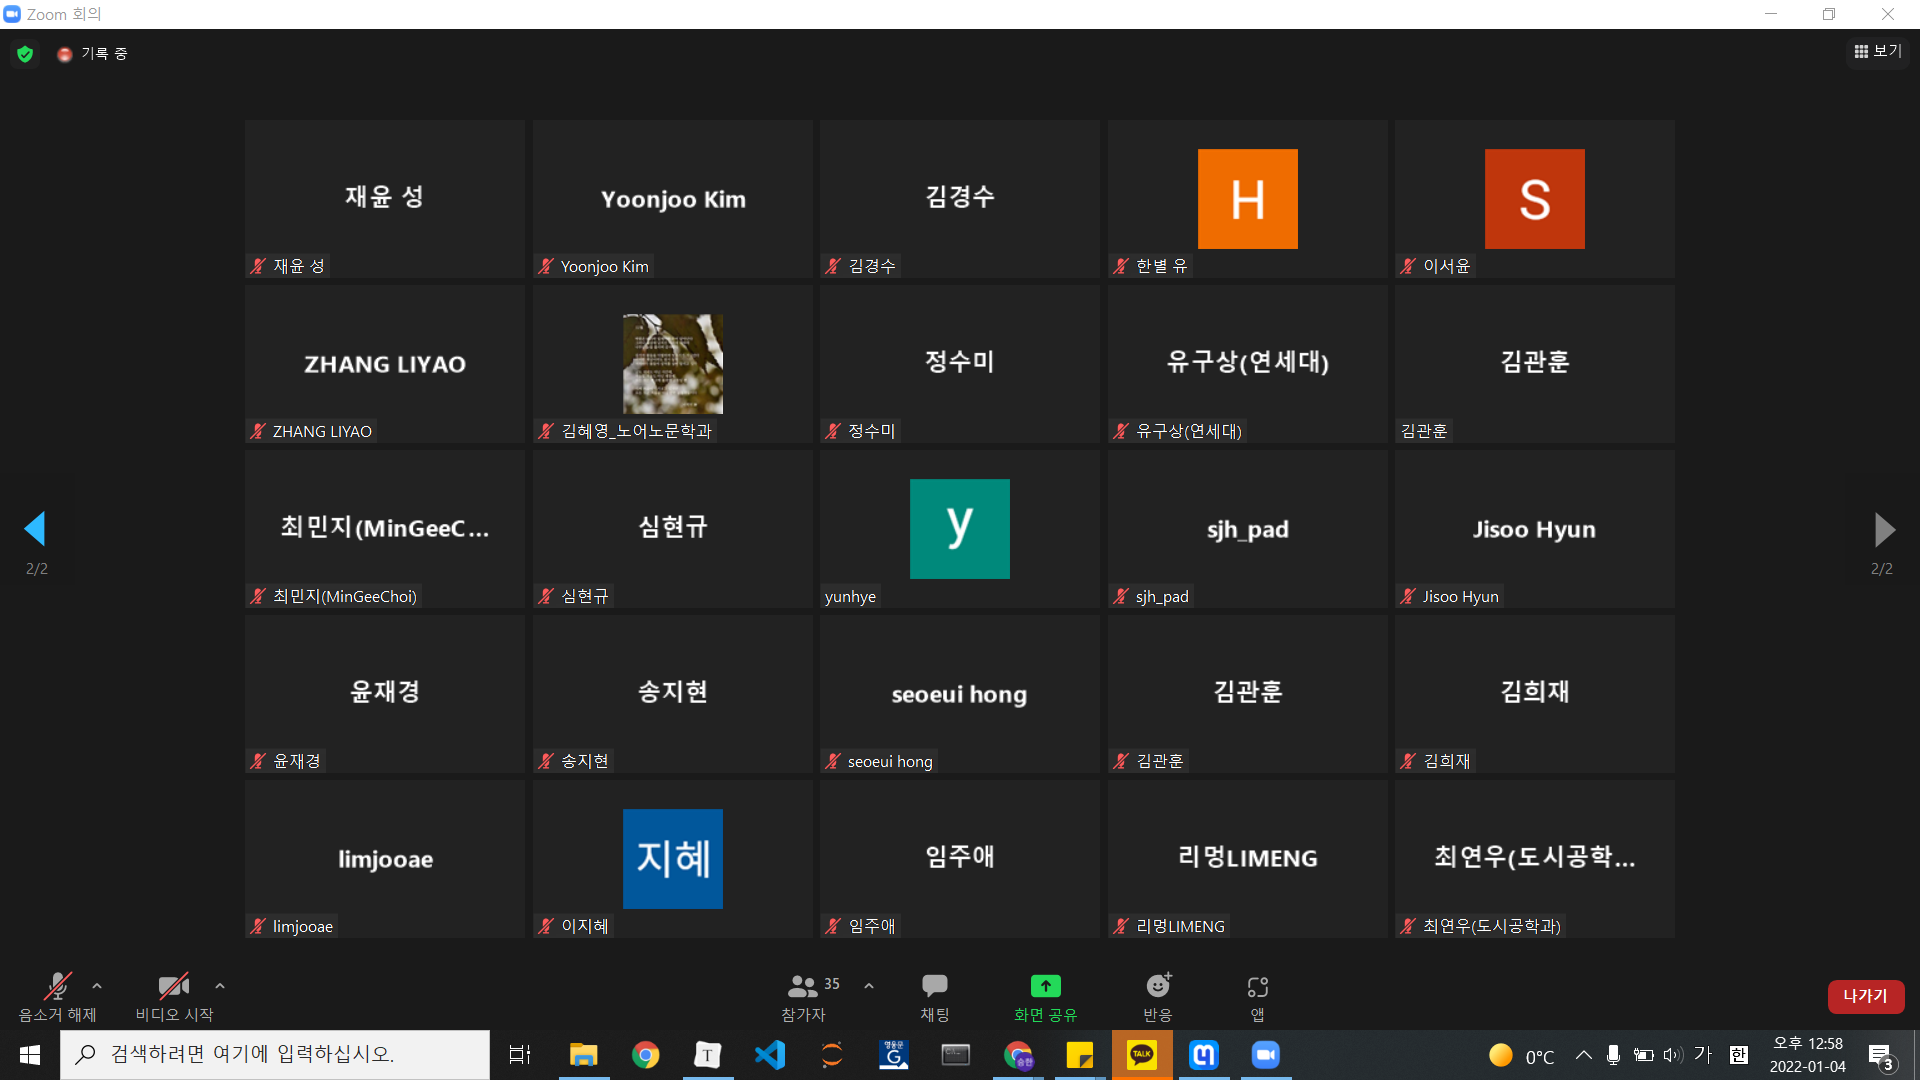 Zoom 회의
기록 중
보기
재윤 성
재윤 성
Yoonjoo Kim
Yoonjoo Kim
김경수
김경수
H
한별 유
S
이서윤
ZHANG LIYAO
ZHANG LIYAO
김혜영_노어노문학과
정수미
정수미
유구상(연세대)
유구상(연세대)
김관훈
김관훈
최민지(MinGeeC...
최민지(MinGeeChoi)
심현규
심현규
y
yunhye
sjh_pad
sjh_pad
Jisoo Hyun
Jisoo Hyun
2/2
2/2
윤재경
윤재경
송지현
송지현
seoeui hong
seoeui hong
김관훈
김관훈
김희재
김희재
limjooae
limjooae
지혜
이지혜
임주애
임주애
리멍LIMENG
리멍LIMENG
최연우(도시공학...
최연우(도시공학과)
음소거 해제
비디오 시작
35
참가자
채팅
화면 공유
반응
앱
나가기
검색하려면 여기에 입력하십시오.
T
영웅문
G
승한
TALK
0°C
가
한
오후 12:58
2022-01-04
3